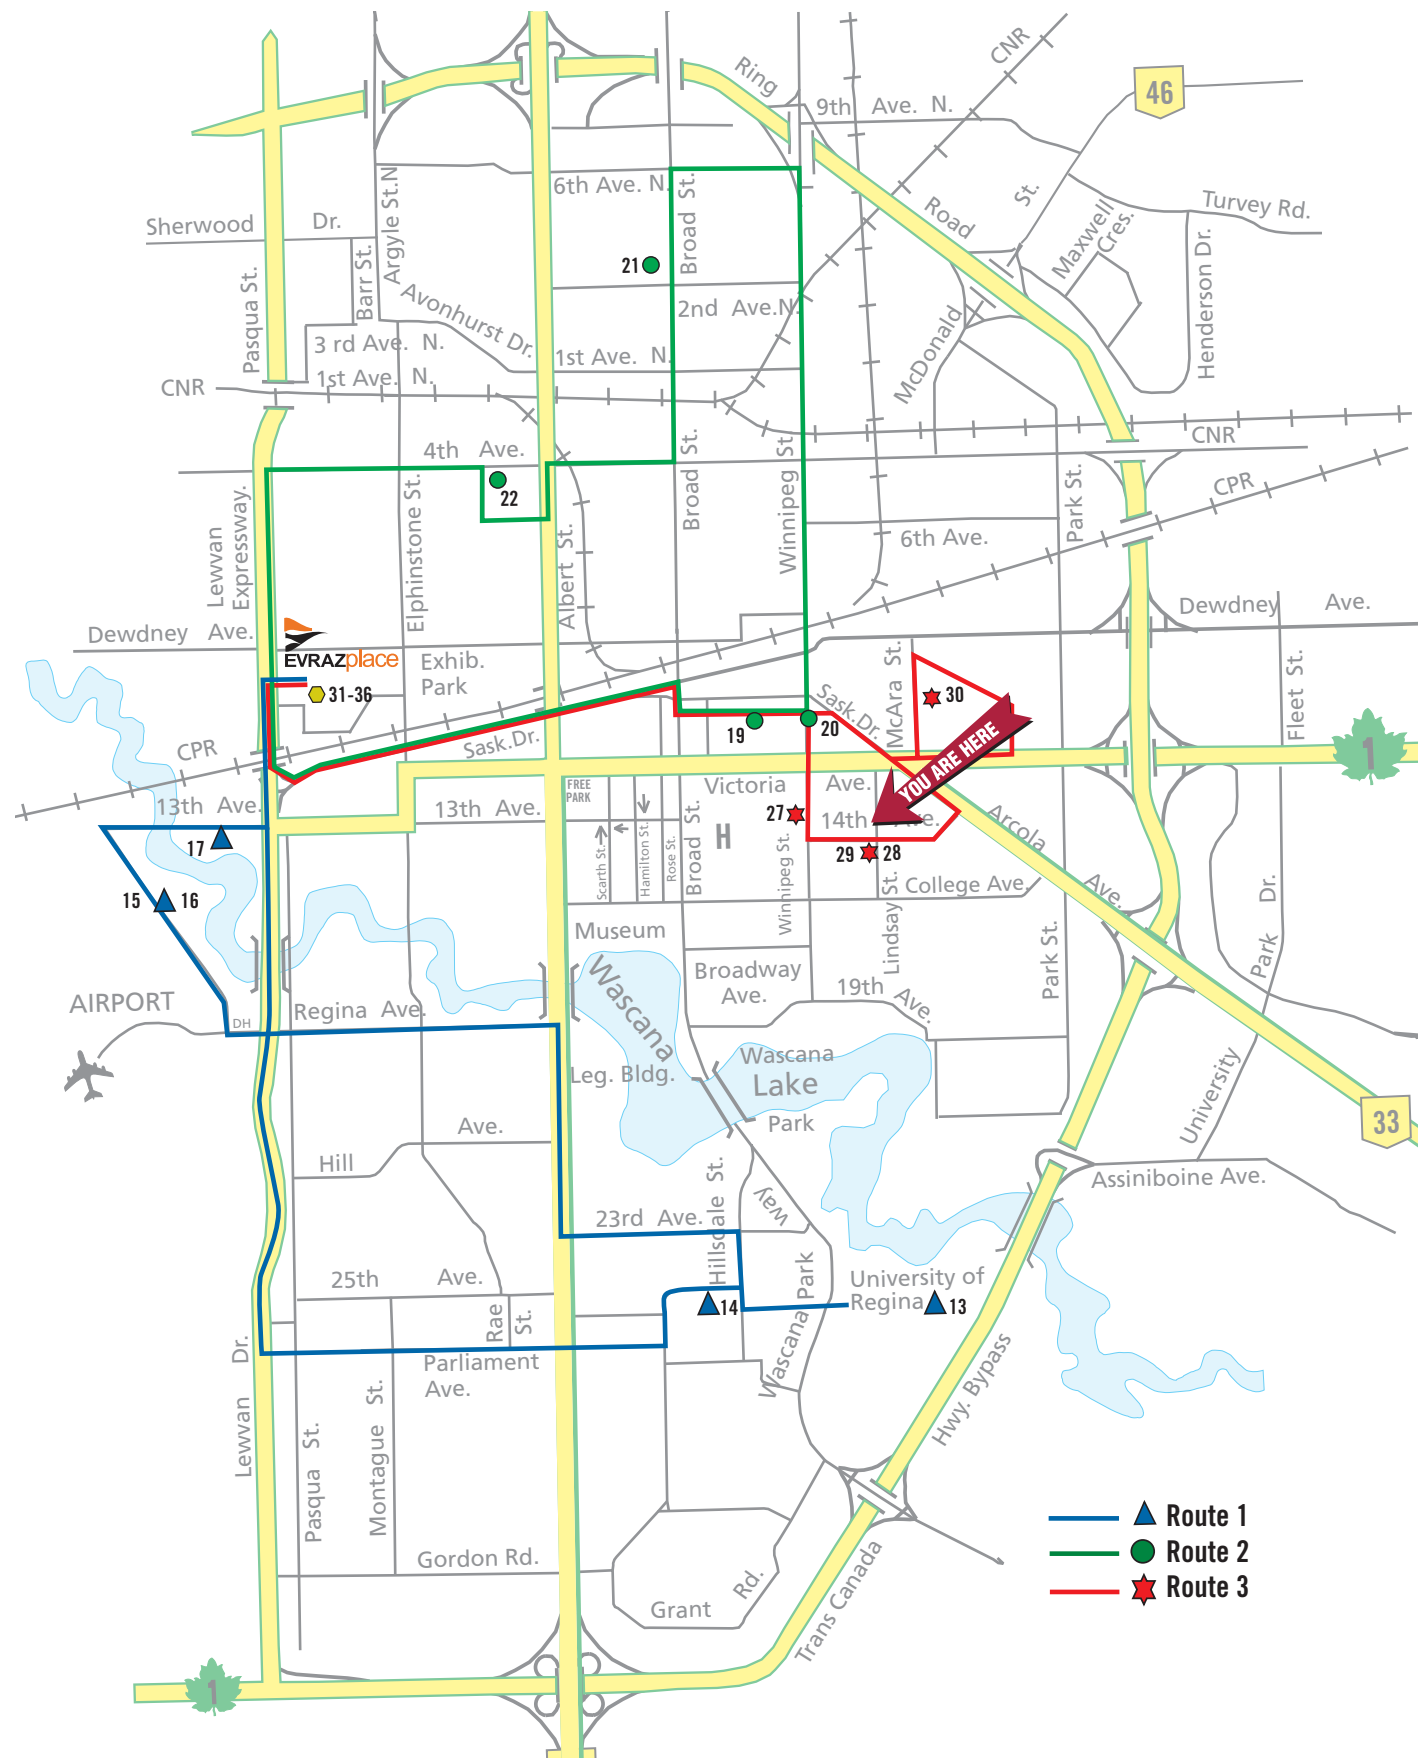 CNR
Ring
46
9th Ave. N.
6th Ave. N.
Sherwood Dr.
Argyle St.N
Barr St.
Pasqua St.
Broad St.
Road
St.
Maxwell
Cres.
Turvey Rd.
Henderson Dr.
21
2nd Ave.N.
Avonhurst Dr.
3 rd Ave. N.
1st Ave. N.
1st Ave. N.
McDonald
CNR
CNR
4th Ave.
22
Broad St.
Winnipeg St.
Park St.
CPR
6th Ave.
Elphinstone St.
Albert St.
Lewvan
Expressway.
Dewdney Ave.
Dewdney Ave.
EVRAZplace
Exhib.
Park
31-36
McAra St.
30
Fleet St.
Sask.Dr.
Sask.Dr.
19
20
CPR
1
YOU ARE HERE
13th Ave.
13th Ave.
FREE
PARK
Victoria Ave.
27
14th Ave.
H
Arcola Ave.
17
29
28
Scarth St.
Hamilton St.
Rose St.
Broad St.
Winnipeg St.
Lindsay St.
College Ave.
15
16
Park St.
Park Dr.
Museum
Broadway
Ave.
19th Ave.
AIRPORT
DH
Regina Ave.
Wascana
Leg. Bldg.
Wascana
Lake
Park
University
33
Ave.
Hill
Assiniboine Ave.
Hillsdale St.
23rd Ave.
way
Wascana Park
25th Ave.
14
University of
Regina
13
Rae
St.
Parliament
Ave.
Lewvan Dr.
Pasqua St.
Montague St.
Hwy. Bypass
Trans Canada
Gordon Rd.
Grant Rd.
Route 1
Route 2
Route 3
1